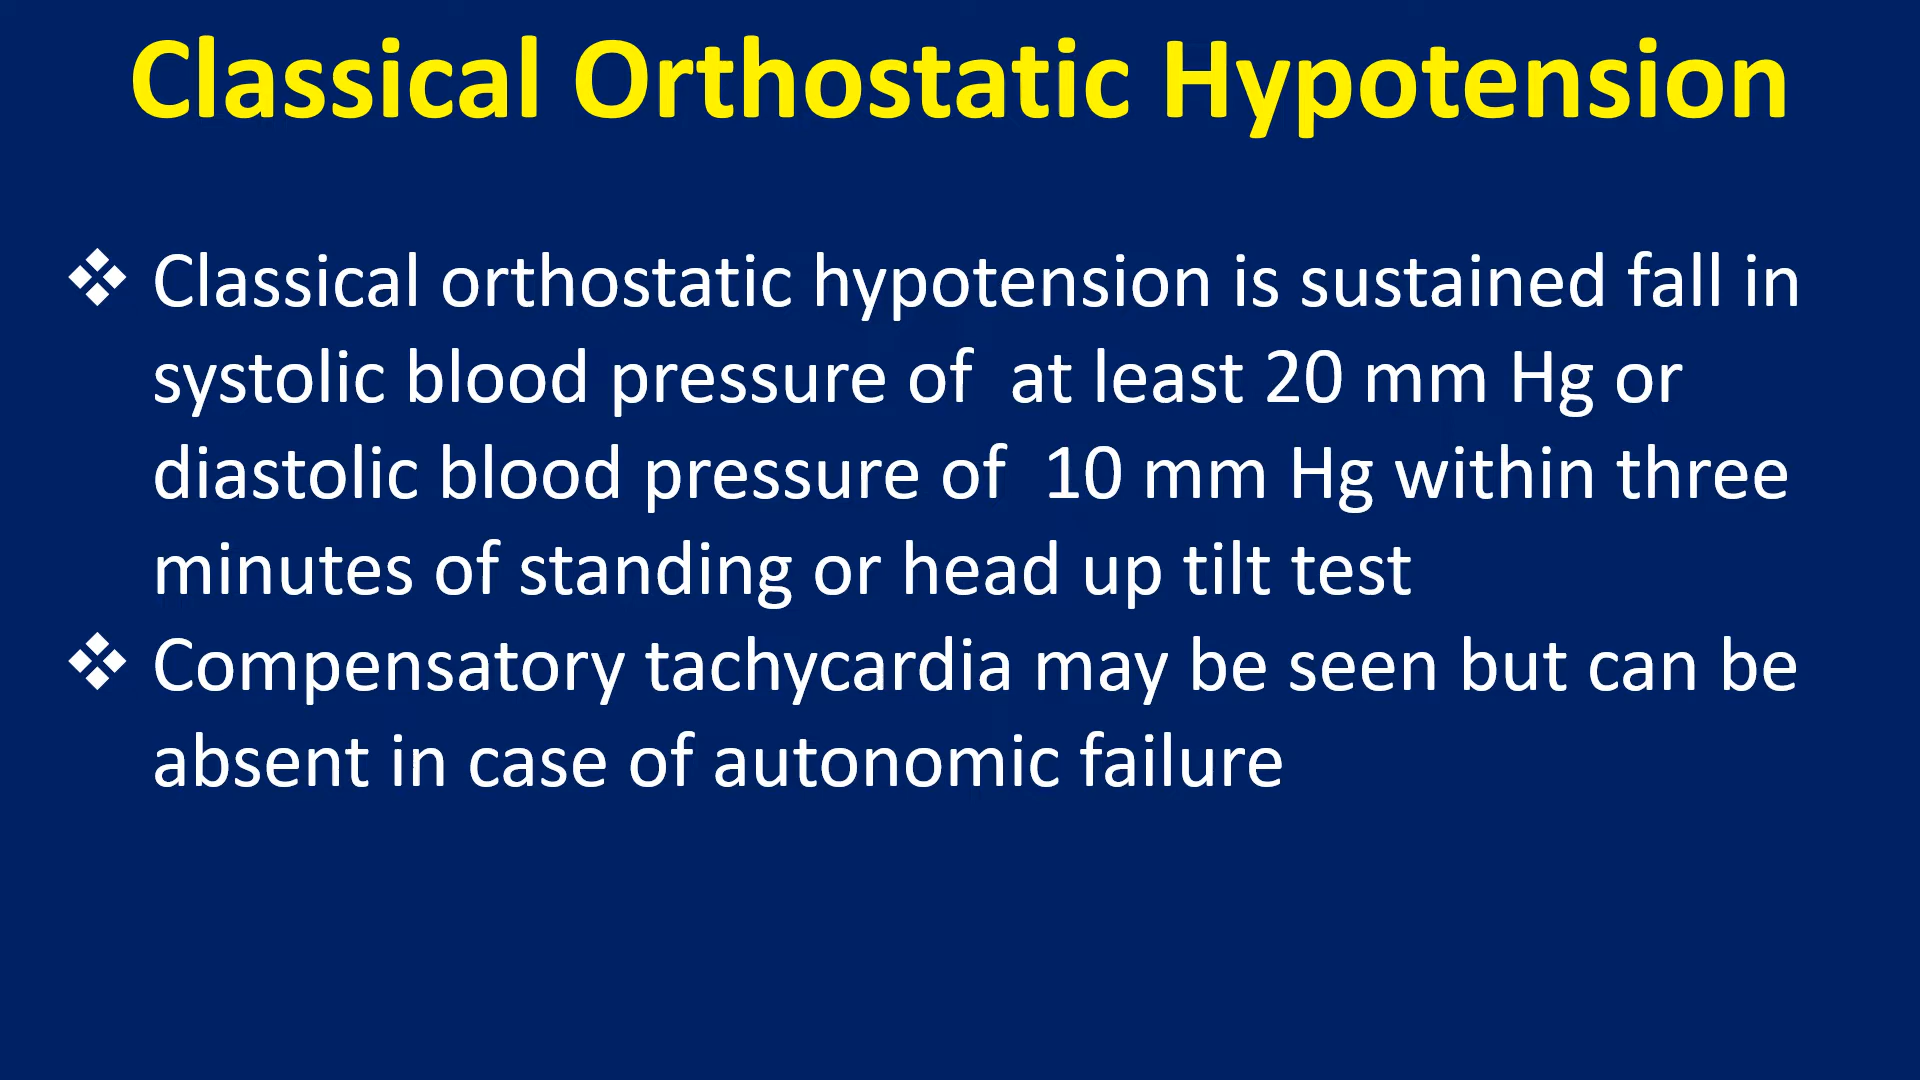 Classical Orthostatic Hypotension
❖ Classical orthostatic hypotension is sustained fall in
systolic blood pressure of  at least 20 mm Hg or
diastolic blood pressure of  10 mm Hg within three
minutes of standing or head up tilt test
❖ Compensatory tachycardia may be seen but can be
absent in case of autonomic failure